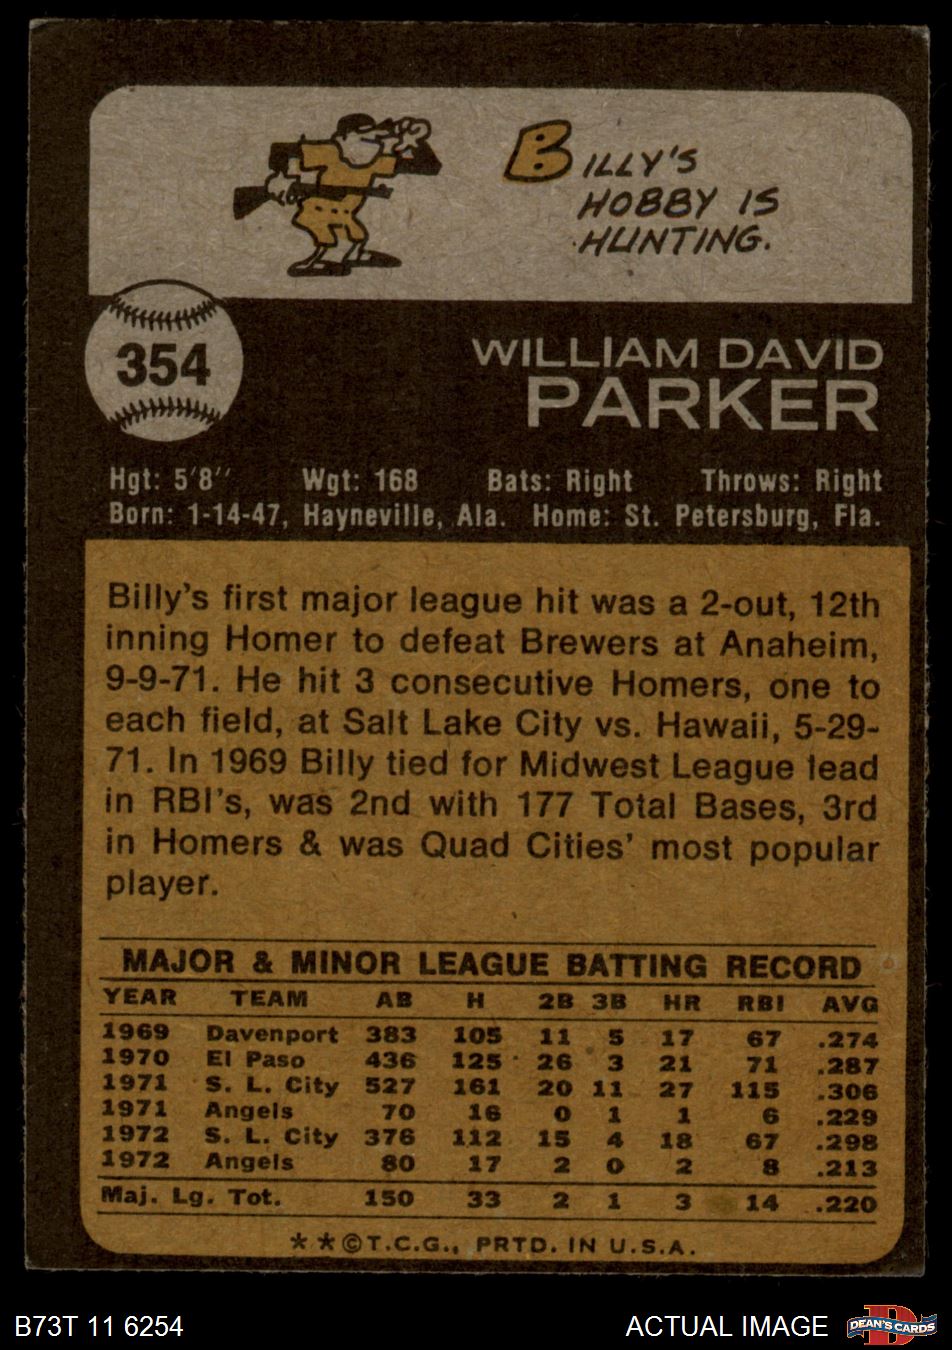 BILLY'S
HOBBY IS
HUNTING.
354
WILLIAM DAVID
PARKER
Hgt: 5'8" Wgt: 168 Bats: Right Throws: Right
Born: 1-14-47, Hayneville, Ala. Home: St. Petersburg, Fla.
Billy's first major league hit was a 2-out, 12th
inning Homer to defeat Brewers at Anaheim,
9-9-71. He hit 3 consecutive Homers, one to
each field, at Salt Lake City vs. Hawaii, 5-29-
71. In 1969 Billy tied for Midwest League lead
in RBI's, was 2nd with 177 Total Bases, 3rd
in Homers & was Quad Cities' most popular
player.
MAJOR & MINOR LEAGUE BATTING RECORD
YEAR TEAM AB H 2B 3B HR RBI AVG
1969 Davenport 383 105 11 5 17 67 .274
1970 El Paso 436 125 26 3 21 71 .287
1971 S. L. City 527 161 20 11 27 115 .306
1971 Angels 70 16 0 1 1 6 .229
1972 S. L. City 376 112 15 4 18 67 .298
1972 Angels 80 17 2 0 2 8 .213
Maj. Lg. Tot. 150 33 2 1 3 14 .220
**©T.C.G., PRTD. IN U.S.A.
B73T 11 6254 ACTUAL IMAGE
D
DEAN'S CARDS